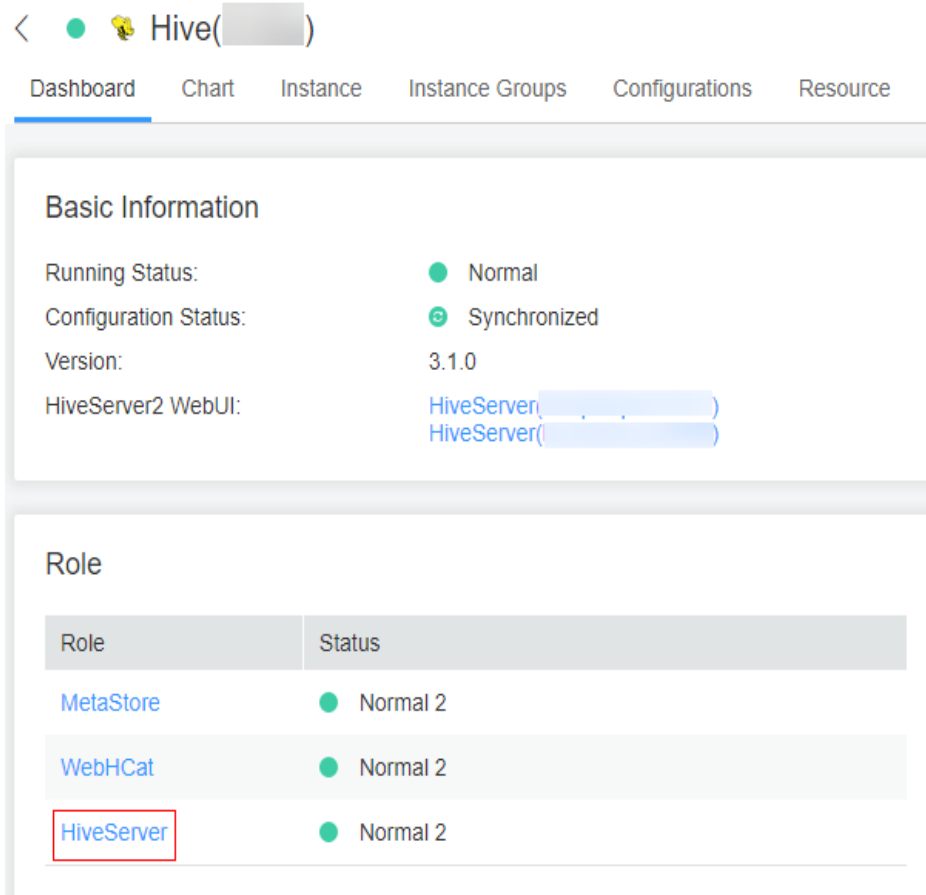 Hive( )
Dashboard Chart Instance Instance Groups Configurations Resource
Basic Information
Running Status: Normal
Configuration Status: Synchronized
Version: 3.1.0
HiveServer2 WebUI: HiveServer( )
HiveServer( )
Role
Role Status
MetaStore Normal 2
WebHCat Normal 2
HiveServer Normal 2